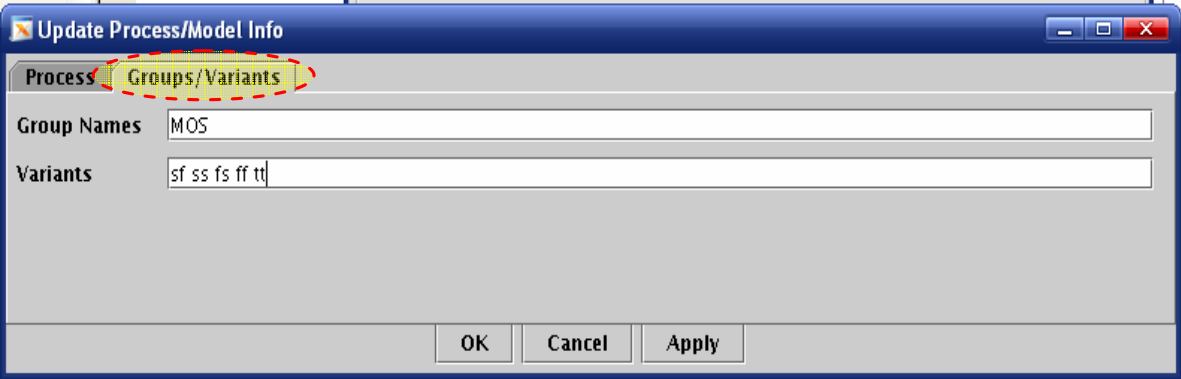 Update Process/Model Info
Process Groups/Variants
Group Names MOS
Variants sf ss fs ff tt
OK Cancel Apply